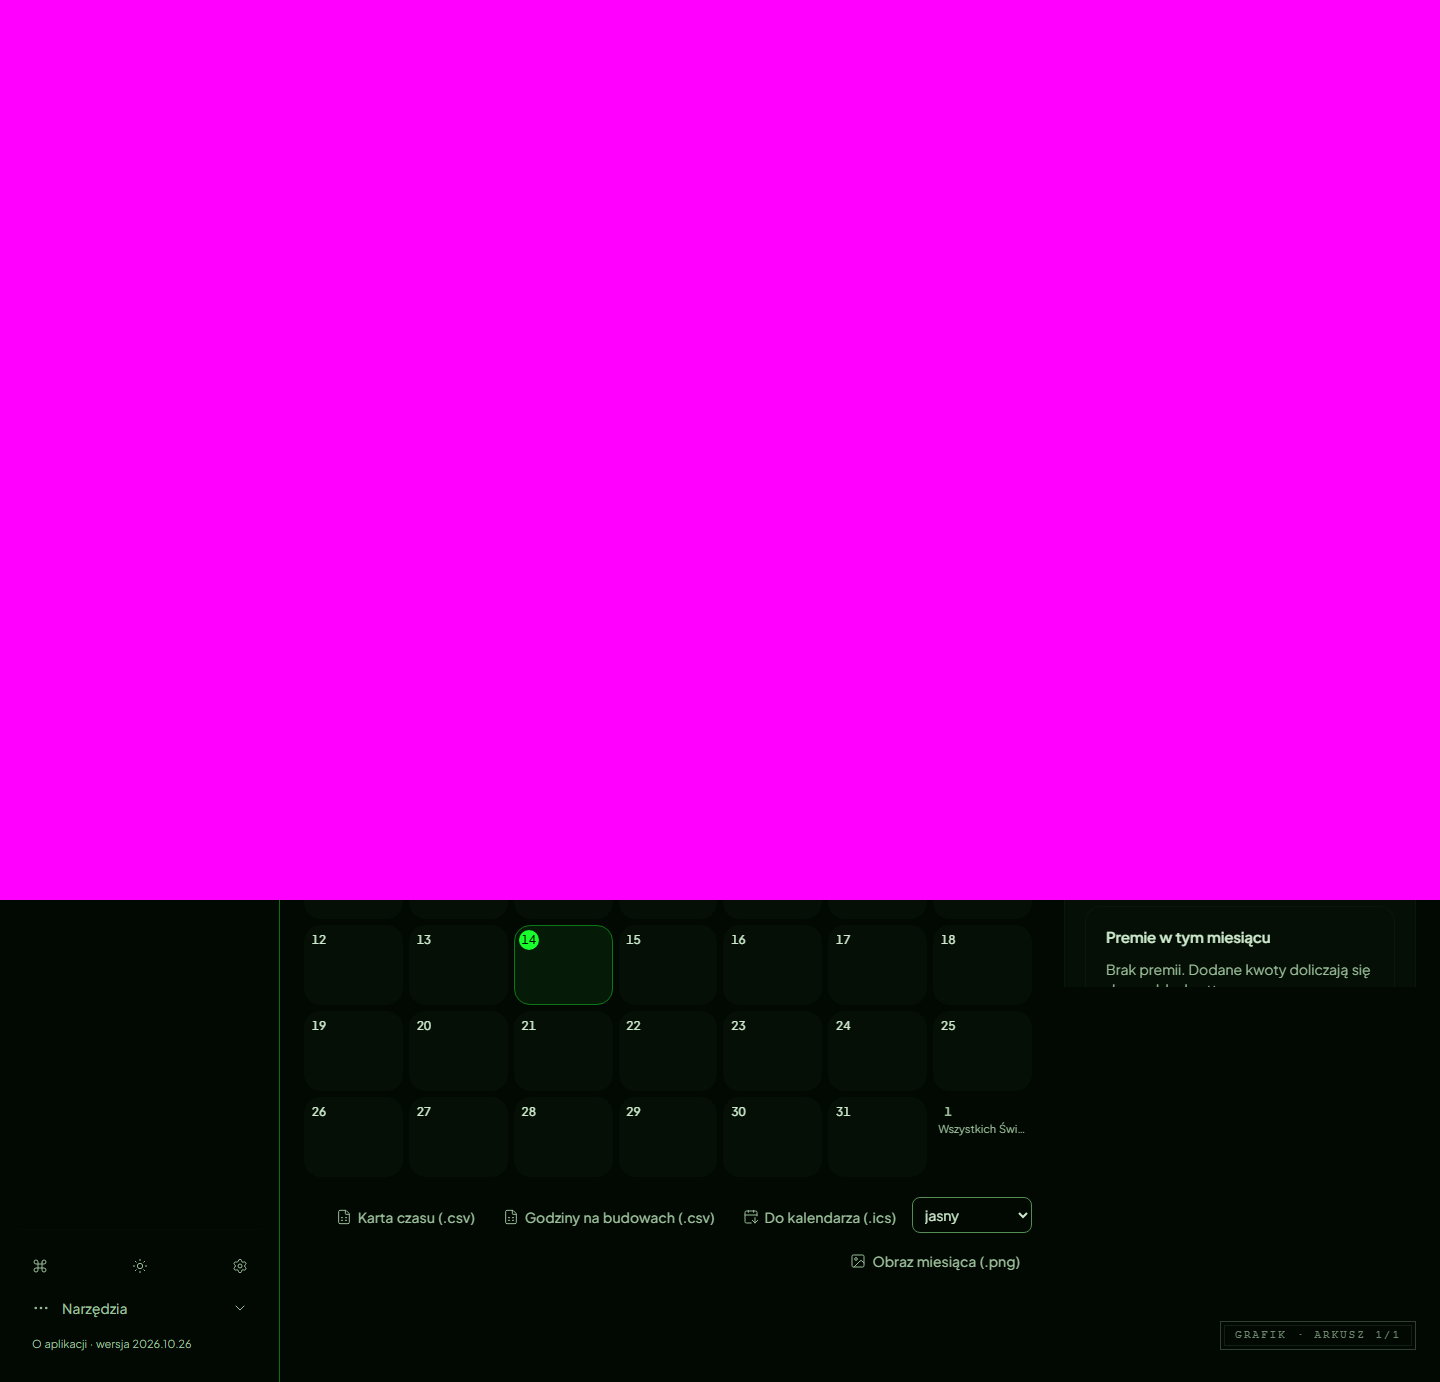 12 13 14 15 16 17 18
19 20 21 22 23 24 25
26 27 28 29 30 31 1
Wszystkich Świ...
Karta czasu (.csv) Godziny na budowach (.csv) Do kalendarza (.ics) jasny
Obraz miesiąca (.png)
Premie w tym miesiącu
Brak premii. Dodane kwoty doliczają się
Narzędzia
O aplikacji · wersja 2026.10.26
GRAFIK · ARKUSZ 1/1